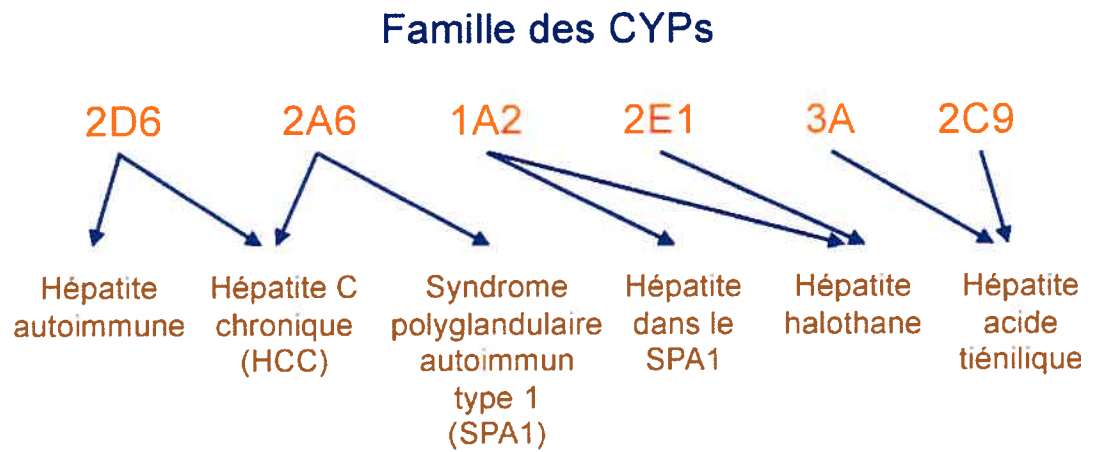 Famille des CYPs
2D6 2A6 1A2 2E1 3A 2C9
Hépatite
autoimmune
Hépatite C
chronique
(HCC)
Syndrome
polyglandulaire
autoimmun
type 1
(SPA1)
Hépatite
dans le
SPA1
Hépatite
halothane
Hépatite
acide
tiénilique